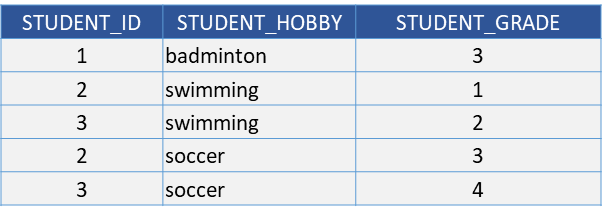 STUDENT_ID STUDENT_HOBBY STUDENT_GRADE
1 badminton 3
2 swimming 1
3 swimming 2
2 soccer 3
3 soccer 4